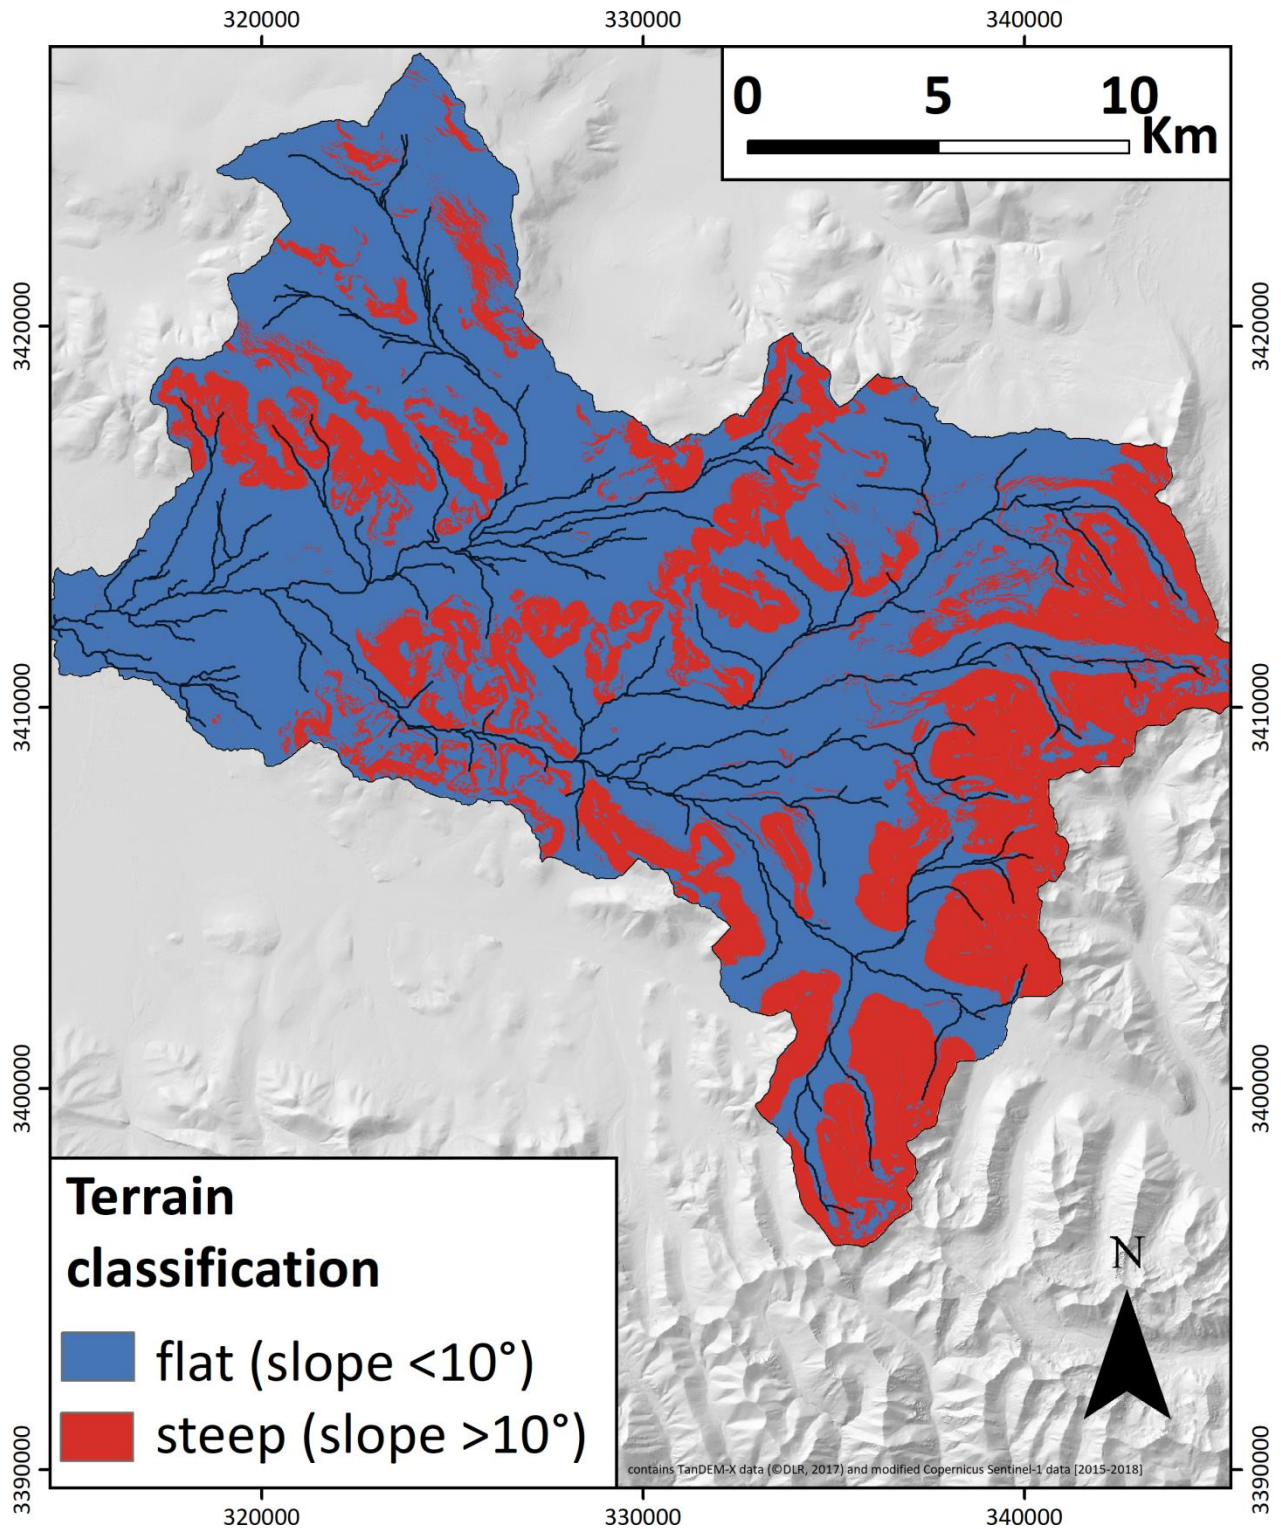 320000 330000 340000
0 5 10
Km
3420000 3420000
3410000 3410000
3400000 3400000
Terrain
classification
flat (slope <10°)
steep (slope >10°)
N
contains TanDEM-X data (©DLR, 2017) and modified Copernicus Sentinel-1 data [2015-2018]
3390000 3390000
320000 330000 340000